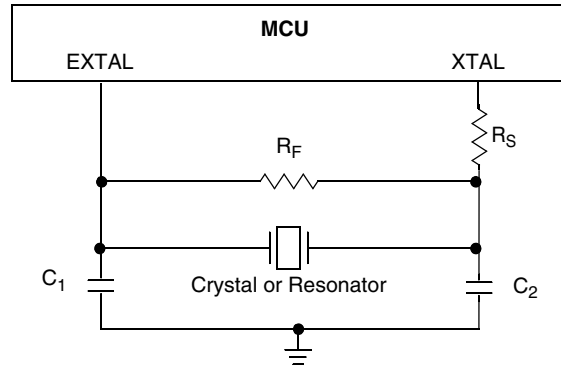 MCU
EXTAL XTAL
R_S
R_F
Crystal or Resonator
C_1 C_2